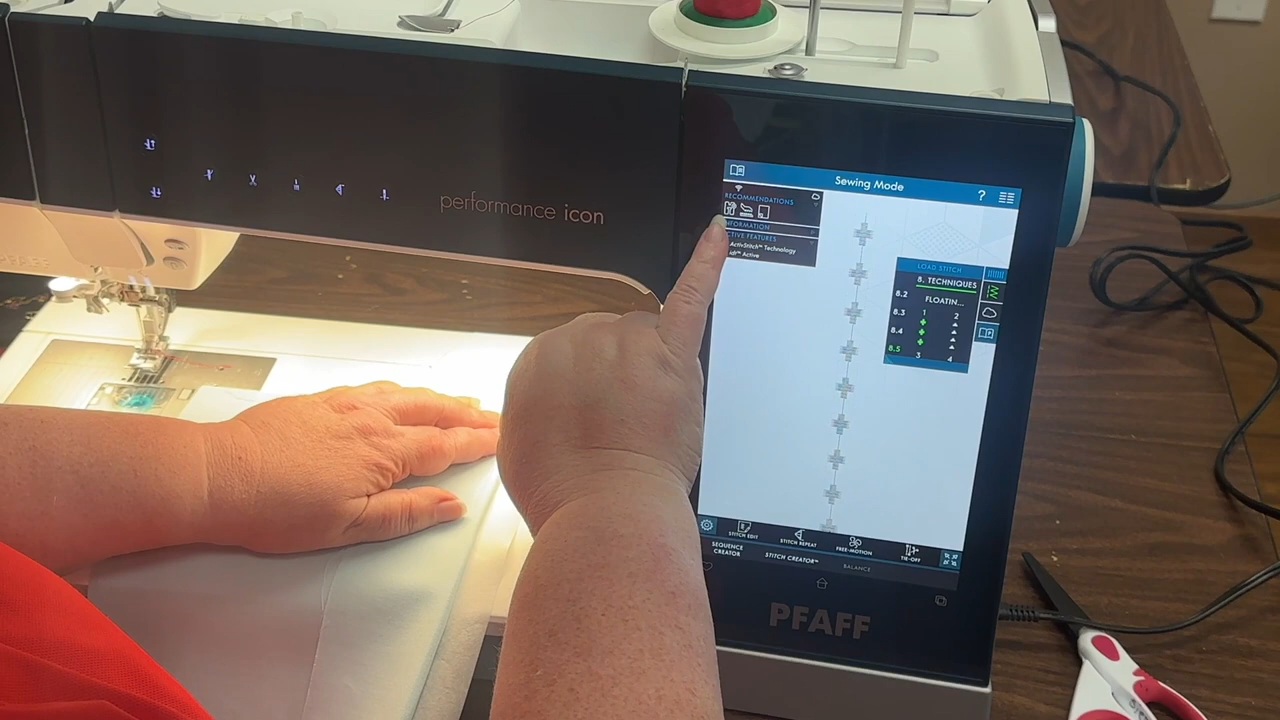 performance icon
Sewing Mode
?
RECOMMENDATIONS
ActivStitch™ Technology
Active
LOAD STITCH
8. TECHNIQUES
8.2
FLOATIN...
8.3
1 2
8.4
8.5
3 4
STITCH EDIT
STITCH REPEAT
FREE-MOTION
TIE-OFF
SEQUENCE
CREATOR
STITCH CREATOR™
BALANCE
PFAFF